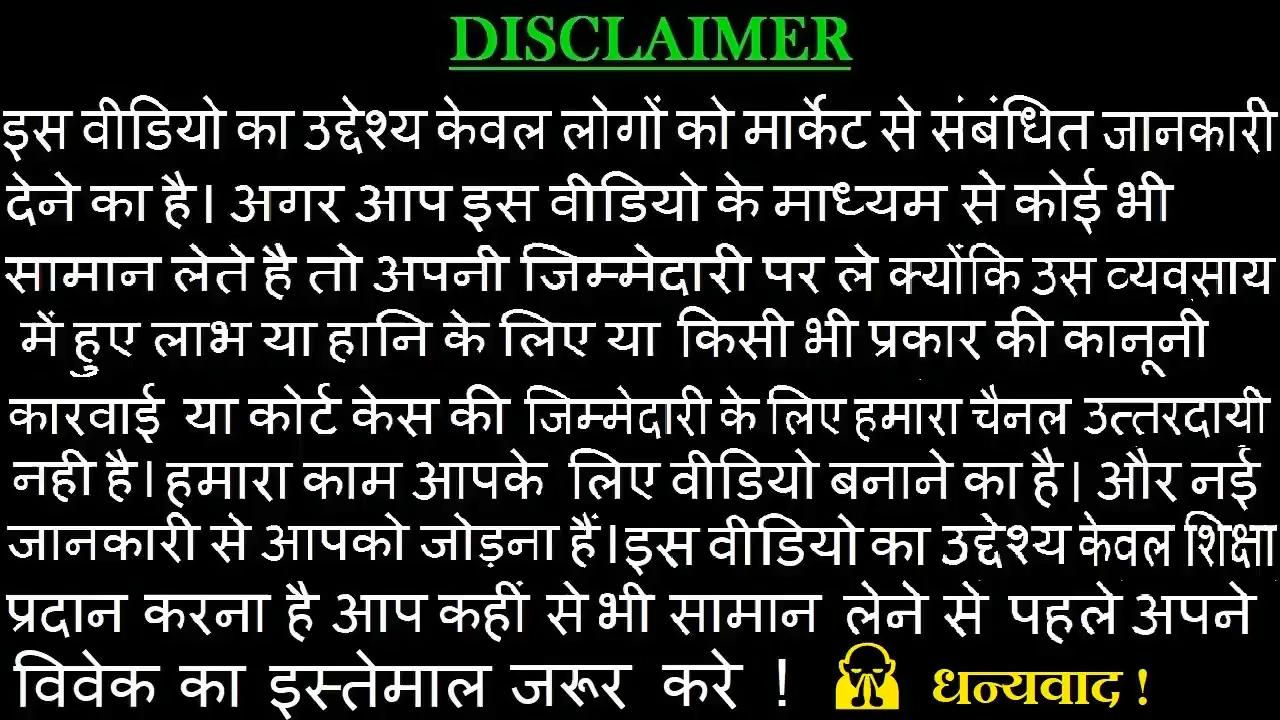 DISCLAIMER
इस वीडियो का उद्देश्य केवल लोगों को मार्केट से संबंधित जानकारी
देने का है। अगर आप इस वीडियो के माध्यम से कोई भी
सामान लेते है तो अपनी जिम्मेदारी पर ले क्योंकि उस व्यवसाय
में हुए लाभ या हानि के लिए या किसी भी प्रकार की कानूनी
कारवाई या कोर्ट केस की जिम्मेदारी के लिए हमारा चैनल उत्तरदायी
नही है। हमारा काम आपके लिए वीडियो बनाने का है। और नई
जानकारी से आपको जोड़ना हैं।इस वीडियो का उद्देश्य केवल शिक्षा
प्रदान करना है आप कहीं से भी सामान लेने से पहले अपने
विवेक का इस्तेमाल जरूर करे ! धन्यवाद !